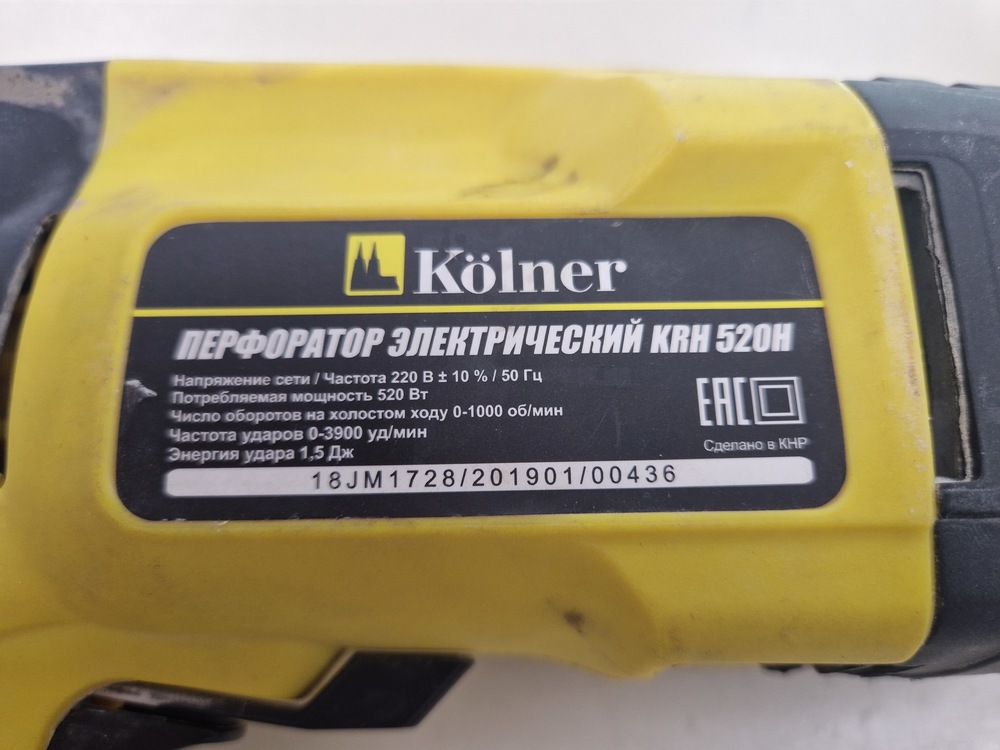 Kölner
ПЕРФОРАТОР ЭЛЕКТРИЧЕСКИЙ KRH 520H
Напряжение сети / Частота 220 В ± 10 % / 50 Гц
Потребляемая мощность 520 Вт
Число оборотов на холостом ходу 0-1000 об/мин
Частота ударов 0-3900 уд/мин
Энергия удара 1,5 Дж
EAC
Сделано в КНР
18JM1728/201901/00436